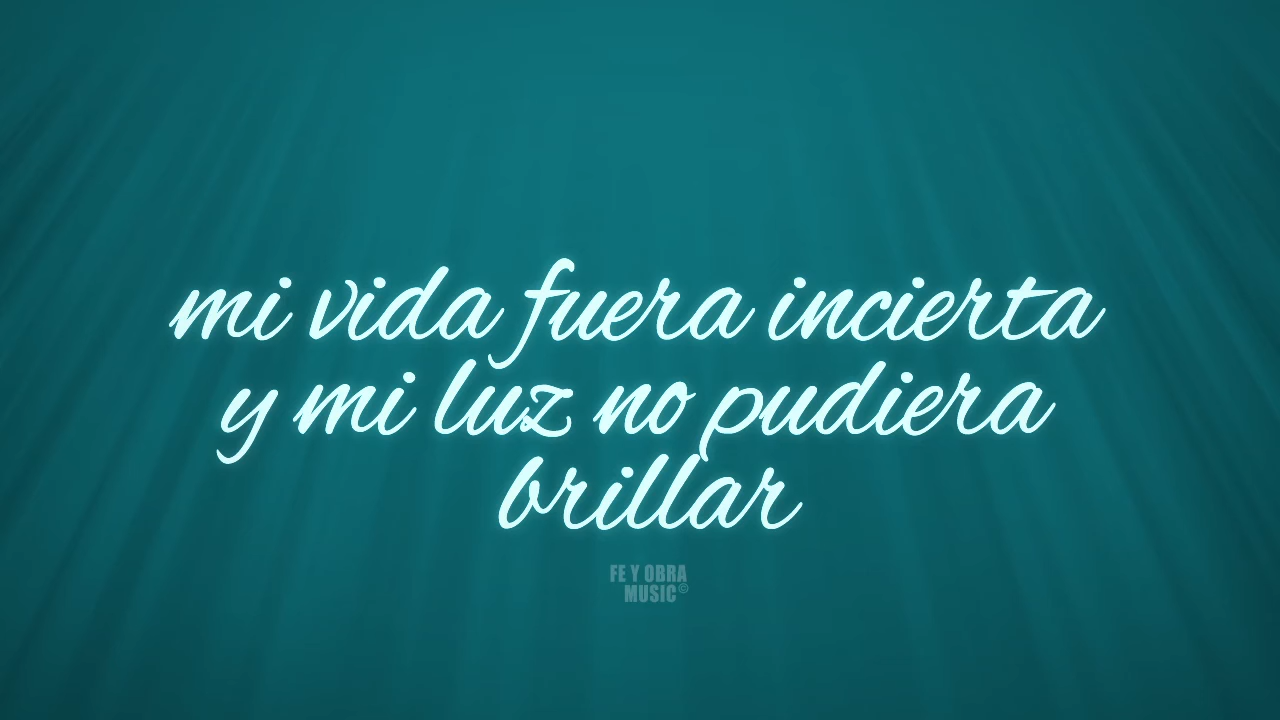 mi vida fuera incierta
y mi luz no pudiera
brillar
FE Y OBRA
MUSIC©